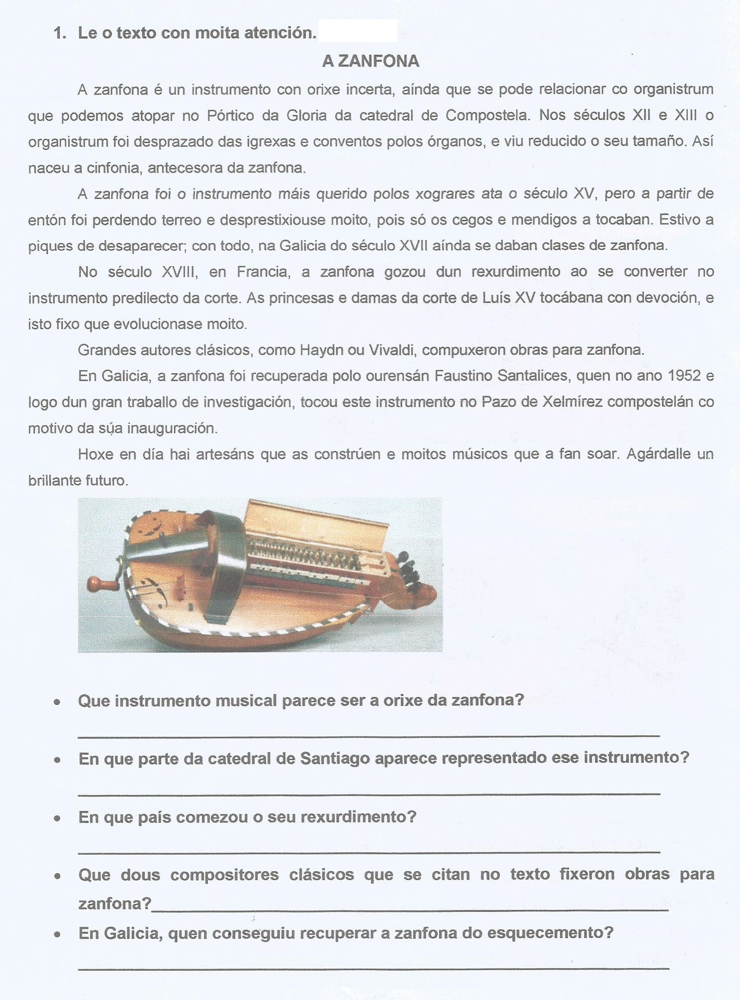 1. Le o texto con moita atención.
A ZANFONA
A zanfona é un instrumento con orixe incerta, aínda que se pode relacionar co organistrum
que podemos atopar no Pórtico da Gloria da catedral de Compostela. Nos séculos XII e XIII o
organistrum foi desprazado das igrexas e conventos polos órganos, e viu reducido o seu tamaño. Así
naceu a cinfonia, antecesora da zanfona.
A zanfona foi o instrumento máis querido polos xograres ata o século XV, pero a partir de
entón foi perdendo terreo e desprestixiouse moito, pois só os cegos e mendigos a tocaban. Estivo a
piques de desaparecer; con todo, na Galicia do século XVII aínda se daban clases de zanfona.
No século XVIII, en Francia, a zanfona gozou dun rexurdimento ao se converter no
instrumento predilecto da corte. As princesas e damas da corte de Luís XV tocábana con devoción, e
isto fixo que evolucionase moito.
Grandes autores clásicos, como Haydn ou Vivaldi, compuxeron obras para zanfona.
En Galicia, a zanfona foi recuperada polo ourensán Faustino Santalices, quen no ano 1952 e
logo dun gran traballo de investigación, tocou este instrumento no Pazo de Xelmírez compostelán co
motivo da súa inauguración.
Hoxe en día hai artesáns que as constrúen e moitos músicos que a fan soar. Agárdalle un
brillante futuro.
• Que instrumento musical parece ser a orixe da zanfona?
• En que parte da catedral de Santiago aparece representado ese instrumento?
• En que país comezou o seu rexurdimento?
• Que dous compositores clásicos que se citan no texto fixeron obras para
zanfona?
• En Galicia, quen conseguiu recuperar a zanfona do esquecemento?